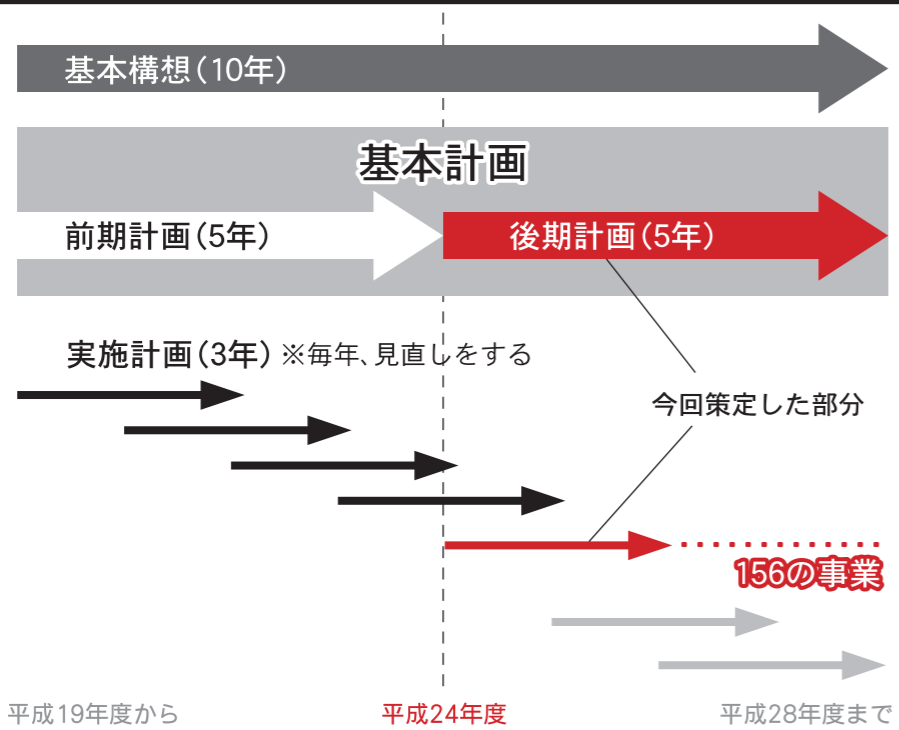 基本構想（10年）
基本計画
前期計画（5年）
後期計画（5年）
実施計画（3年）※毎年、見直しをする
今回策定した部分
156の事業
平成19年度から
平成24年度
平成28年度まで